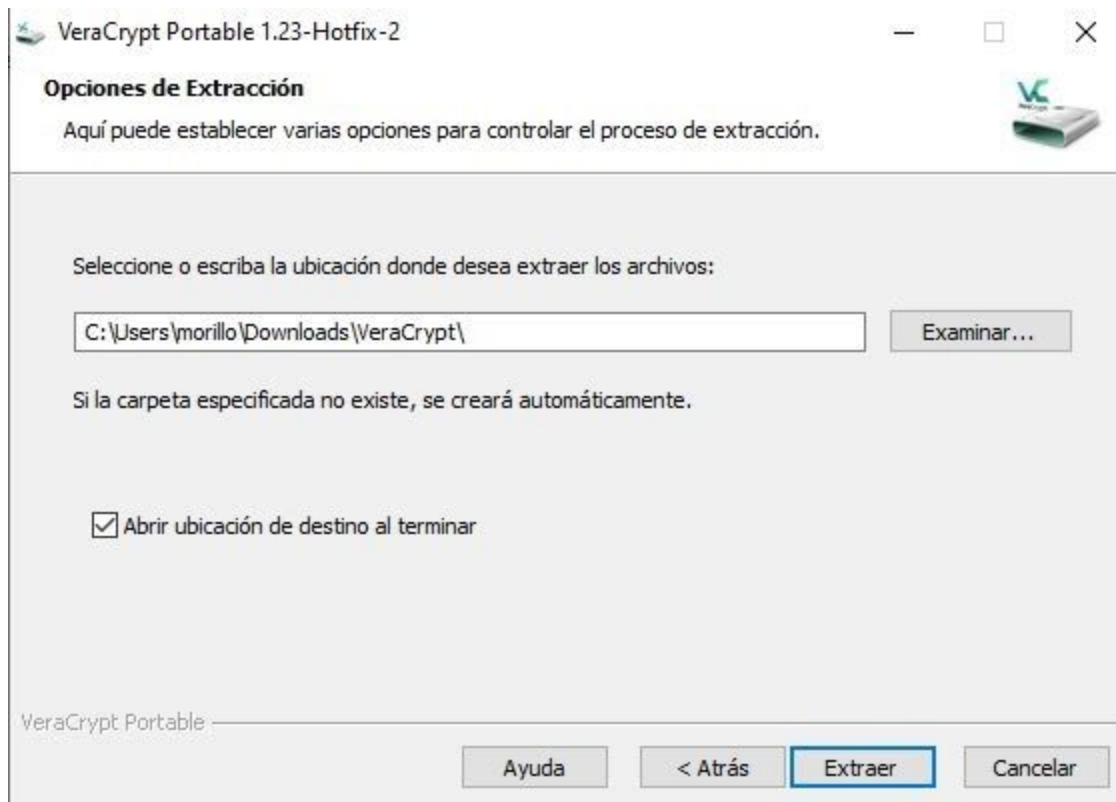 VeraCrypt Portable 1.23-Hotfix-2
Opciones de Extracción
Aquí puede establecer varias opciones para controlar el proceso de extracción.
Seleccione o escriba la ubicación donde desea extraer los archivos:
C:\Users\morillo\Downloads\VeraCrypt\
Examinar...
Si la carpeta especificada no existe, se creará automáticamente.
Abrir ubicación de destino al terminar
VeraCrypt Portable
Ayuda
< Atrás
Extraer
Cancelar